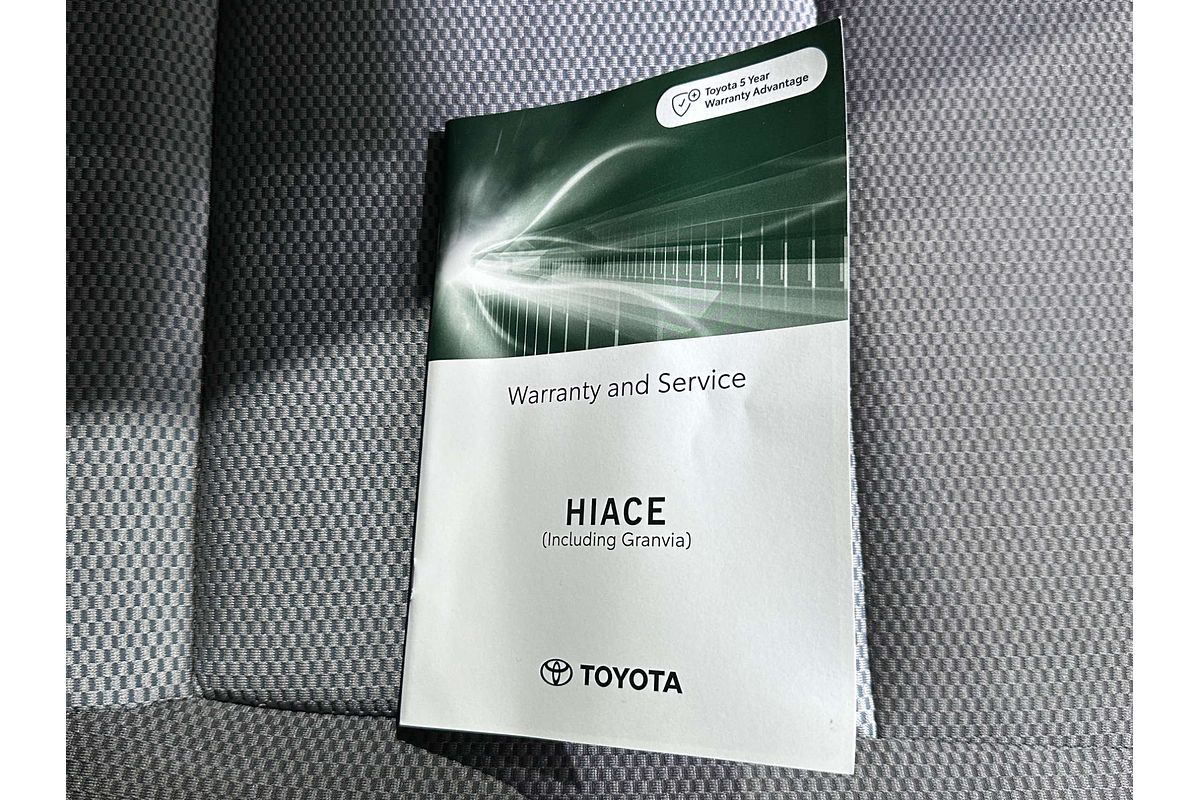 Toyota 5 Year
Warranty Advantage
Warranty and Service
HIACE
(Including Granvia)
TOYOTA